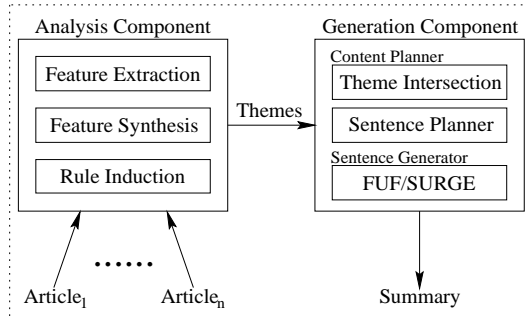 Analysis Component
Feature Extraction
Feature Synthesis
Rule Induction
Article1
......
Articlen
Themes
Generation Component
Content Planner
Theme Intersection
Sentence Planner
Sentence Generator
FUF/SURGE
Summary